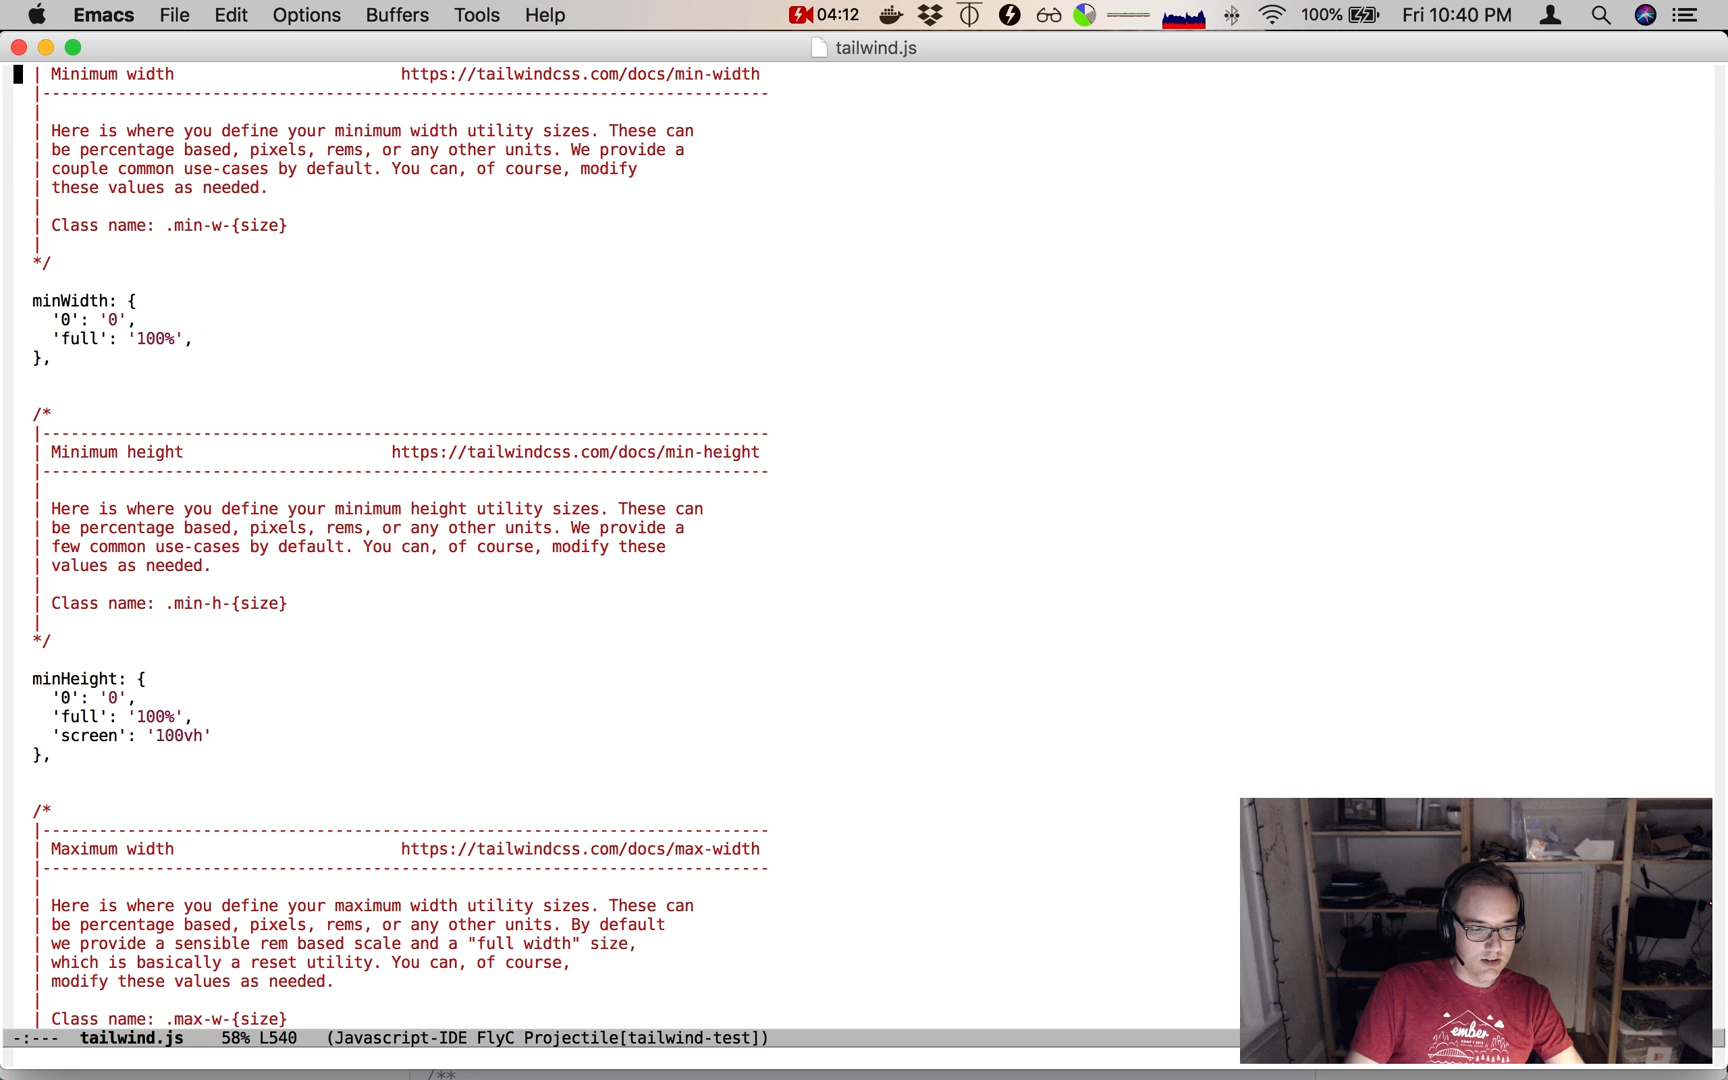 Emacs File Edit Options Buffers Tools Help 04:12 100% Fri 10:40 PM
tailwind.js
| Minimum width https://tailwindcss.com/docs/min-width
|-----------------------------------------------------------------------------
|
| Here is where you define your minimum width utility sizes. These can
| be percentage based, pixels, rems, or any other units. We provide a
| couple common use-cases by default. You can, of course, modify
| these values as needed.
|
| Class name: .min-w-{size}
|
*/
minWidth: {
'0': '0',
'full': '100%',
},
/*
|-----------------------------------------------------------------------------
| Minimum height https://tailwindcss.com/docs/min-height
|-----------------------------------------------------------------------------
|
| Here is where you define your minimum height utility sizes. These can
| be percentage based, pixels, rems, or any other units. We provide a
| few common use-cases by default. You can, of course, modify these
| values as needed.
|
| Class name: .min-h-{size}
|
*/
minHeight: {
'0': '0',
'full': '100%',
'screen': '100vh'
},
/*
|-----------------------------------------------------------------------------
| Maximum width https://tailwindcss.com/docs/max-width
|-----------------------------------------------------------------------------
|
| Here is where you define your maximum width utility sizes. These can
| be percentage based, pixels, rems, or any other units. By default
| we provide a sensible rem based scale and a "full width" size,
| which is basically a reset utility. You can, of course,
| modify these values as needed.
|
| Class name: .max-w-{size}
-:--- tailwind.js 58% L540 (Javascript-IDE FlyC Projectile[tailwind-test])
/**
ember